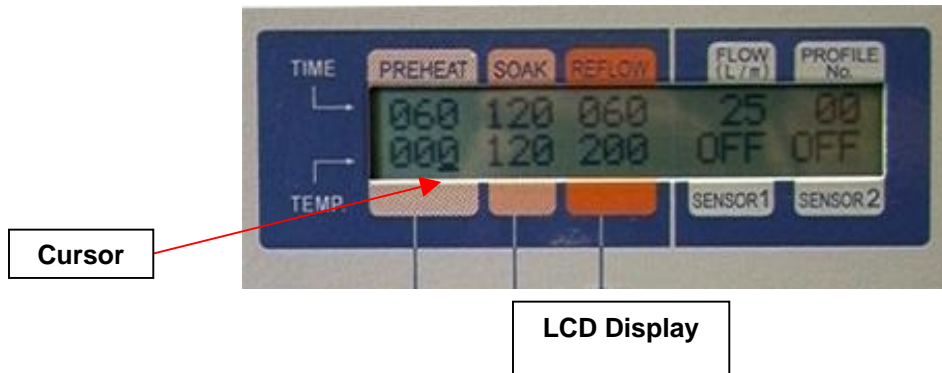 TIME PREHEAT SOAK REFLOW FLOW (L/m) PROFILE No.
060 120 060 25 00
000 120 200 OFF OFF
TEMP. SENSOR1 SENSOR2
Cursor
LCD Display